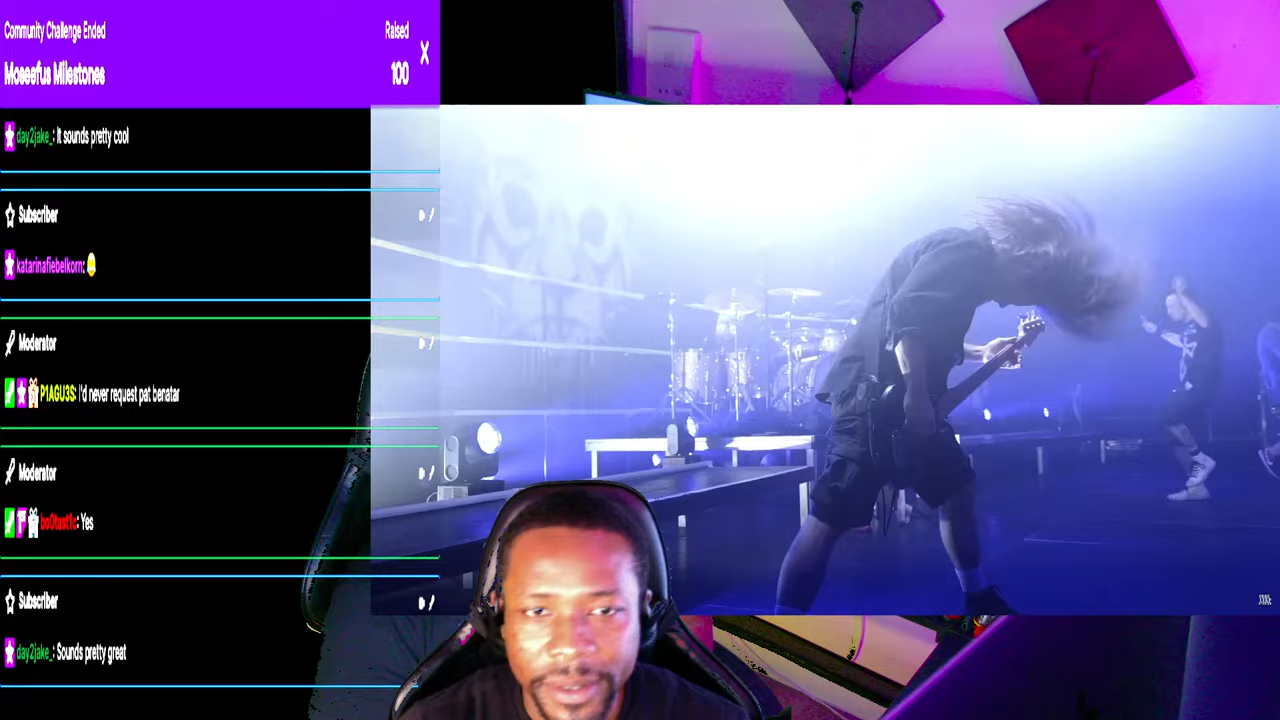 Community Challenge Ended
Raised
Moseefus Milestones
100
X
day2jake_: It sounds pretty cool
Subscriber
katarinafiebelkorn:
Moderator
P1AGU3S: I'd never request pat benatar
Moderator
bo0tast1c: Yes
Subscriber
day2jake_: Sounds pretty great